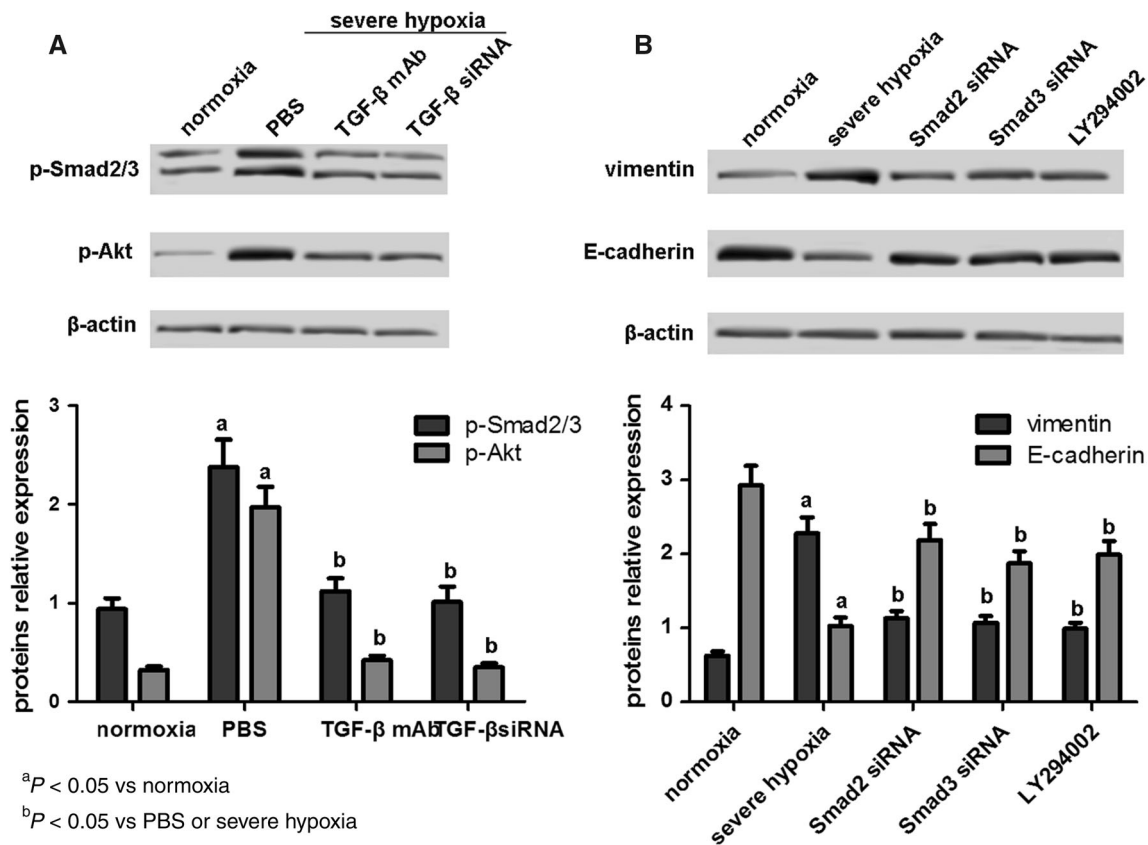 A
severe hypoxia
normoxia
PBS
TGF-β mAb
TGF-β siRNA
p-Smad2/3
p-Akt
β-actin
proteins relative expression
3
2
1
0
p-Smad2/3
p-Akt
a
a
b
b
b
b
normoxia
PBS
TGF-β mAb
TGF-βsiRNA
aP < 0.05 vs normoxia
bP < 0.05 vs PBS or severe hypoxia
B
normoxia
severe hypoxia
Smad2 siRNA
Smad3 siRNA
LY294002
vimentin
E-cadherin
β-actin
proteins relative expression
4
3
2
1
0
vimentin
E-cadherin
a
a
b
b
b
b
b
b
normoxia
severe hypoxia
Smad2 siRNA
Smad3 siRNA
LY294002